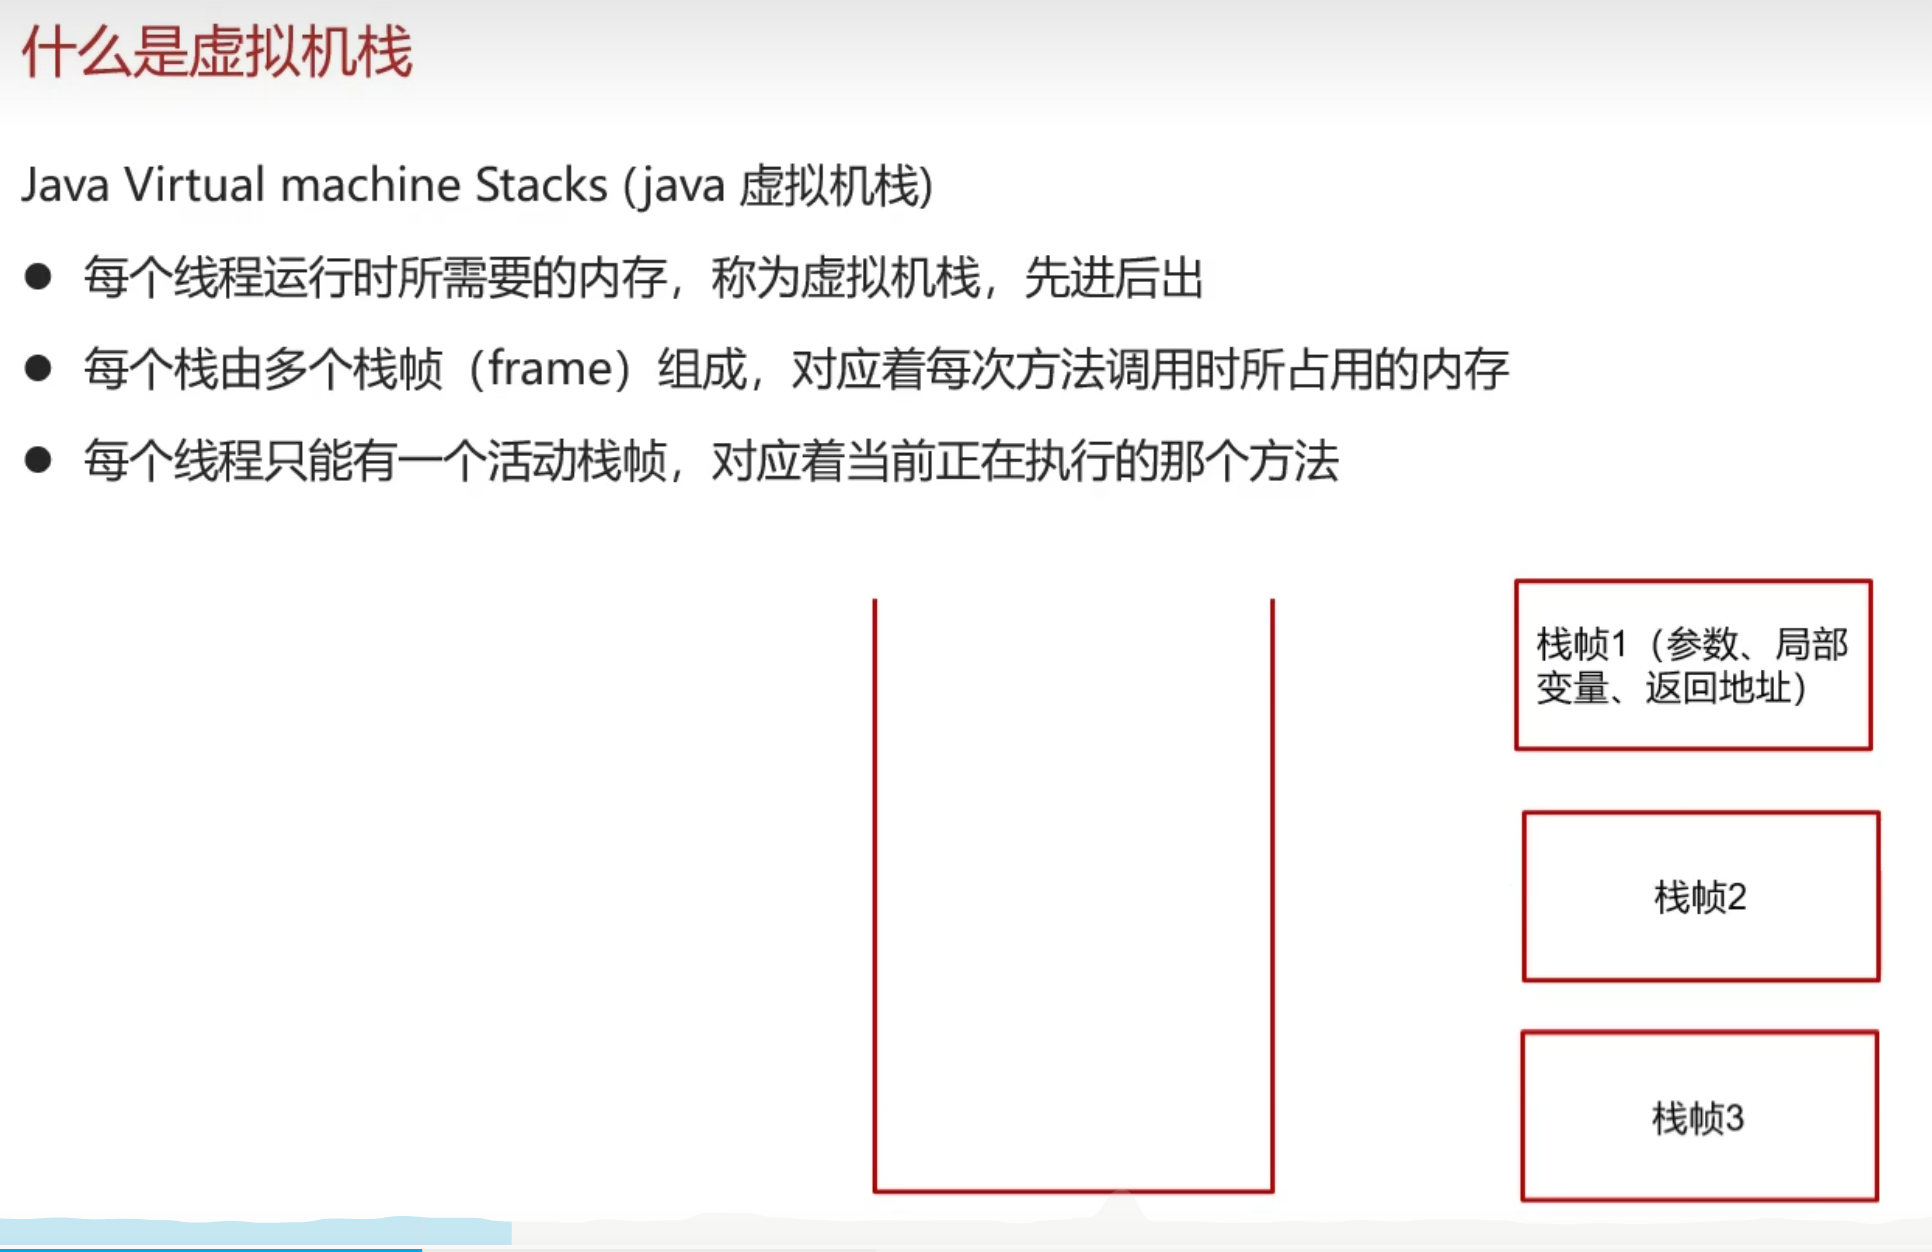 什么是虚拟机栈
Java Virtual machine Stacks (java 虚拟机栈)
● 每个线程运行时所需要的内存，称为虚拟机栈，先进后出
● 每个栈由多个栈帧（frame）组成，对应着每次方法调用时所占用的内存
● 每个线程只能有一个活动栈帧，对应着当前正在执行的那个方法
栈帧1（参数、局部
变量、返回地址）
栈帧2
栈帧3